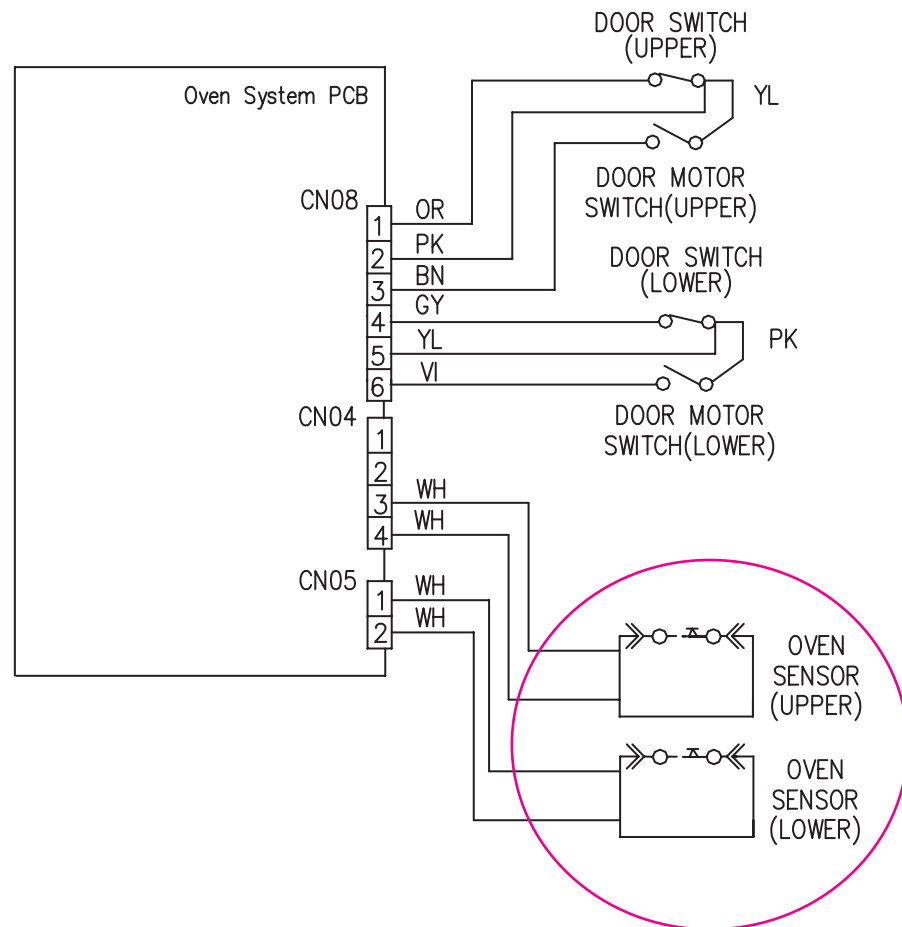 DOOR SWITCH
(UPPER)
Oven System PCB
YL
DOOR MOTOR
SWITCH(UPPER)
CN08
1
OR
2
PK
3
BN
4
GY
5
YL
6
VI
DOOR SWITCH
(LOWER)
PK
DOOR MOTOR
SWITCH(LOWER)
CN04
1
2
3
WH
4
WH
CN05
1
WH
2
WH
OVEN
SENSOR
(UPPER)
OVEN
SENSOR
(LOWER)